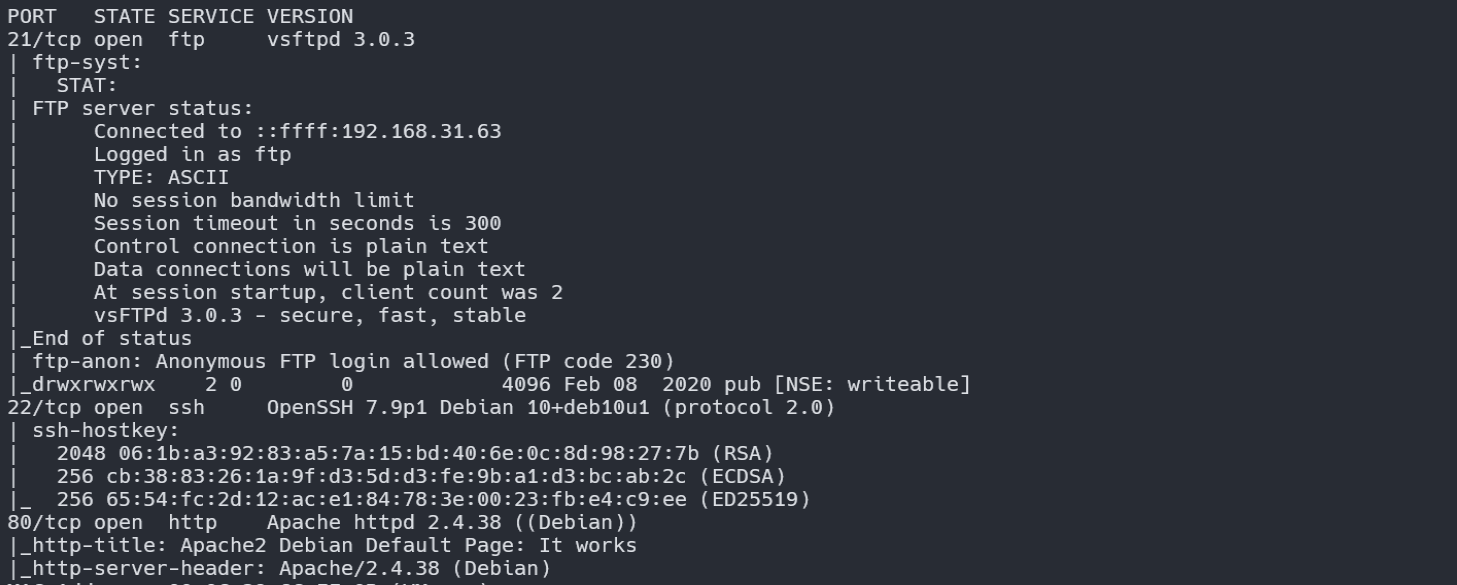 PORT   STATE SERVICE VERSION
21/tcp open  ftp     vsftpd 3.0.3
| ftp-syst:
|   STAT:
| FTP server status:
|      Connected to ::ffff:192.168.31.63
|      Logged in as ftp
|      TYPE: ASCII
|      No session bandwidth limit
|      Session timeout in seconds is 300
|      Control connection is plain text
|      Data connections will be plain text
|      At session startup, client count was 2
|      vsFTPd 3.0.3 - secure, fast, stable
|_End of status
| ftp-anon: Anonymous FTP login allowed (FTP code 230)
|_drwxrwxrwx    2 0        0            4096 Feb 08  2020 pub [NSE: writeable]
22/tcp open  ssh     OpenSSH 7.9p1 Debian 10+deb10u1 (protocol 2.0)
| ssh-hostkey:
|   2048 06:1b:a3:92:83:a5:7a:15:bd:40:6e:0c:8d:98:27:7b (RSA)
|   256 cb:38:83:26:1a:9f:d3:5d:d3:fe:9b:a1:d3:bc:ab:2c (ECDSA)
|_  256 65:54:fc:2d:12:ac:e1:84:78:3e:00:23:fb:e4:c9:ee (ED25519)
80/tcp open  http    Apache httpd 2.4.38 ((Debian))
|_http-title: Apache2 Debian Default Page: It works
|_http-server-header: Apache/2.4.38 (Debian)